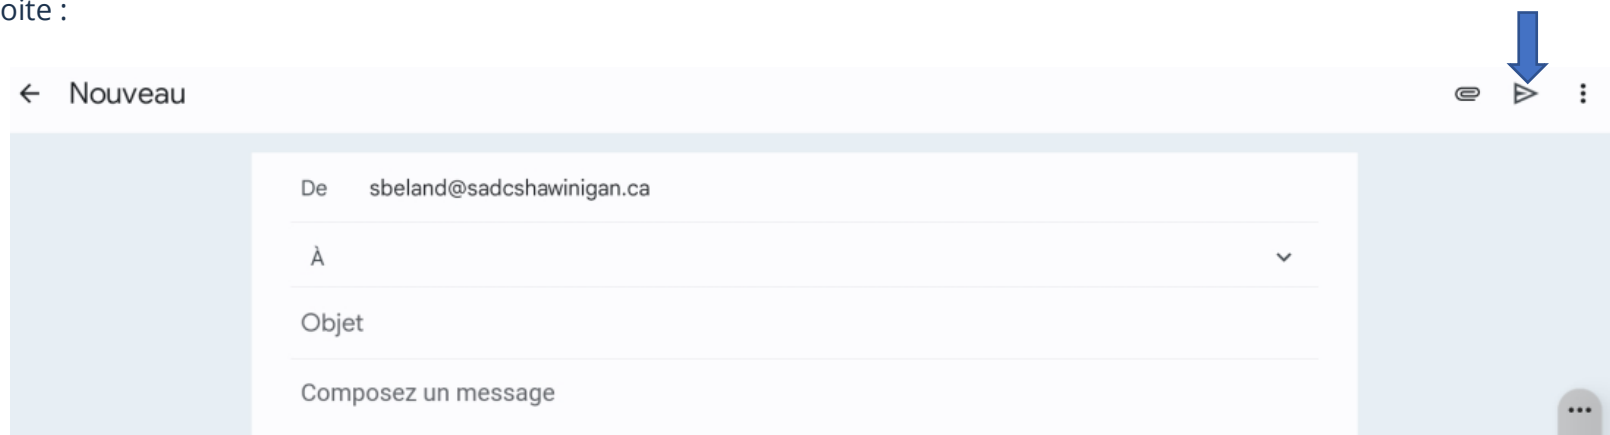 oite :
Nouveau
De sbeland@sadcshawinigan.ca
À
Objet
Composez un message